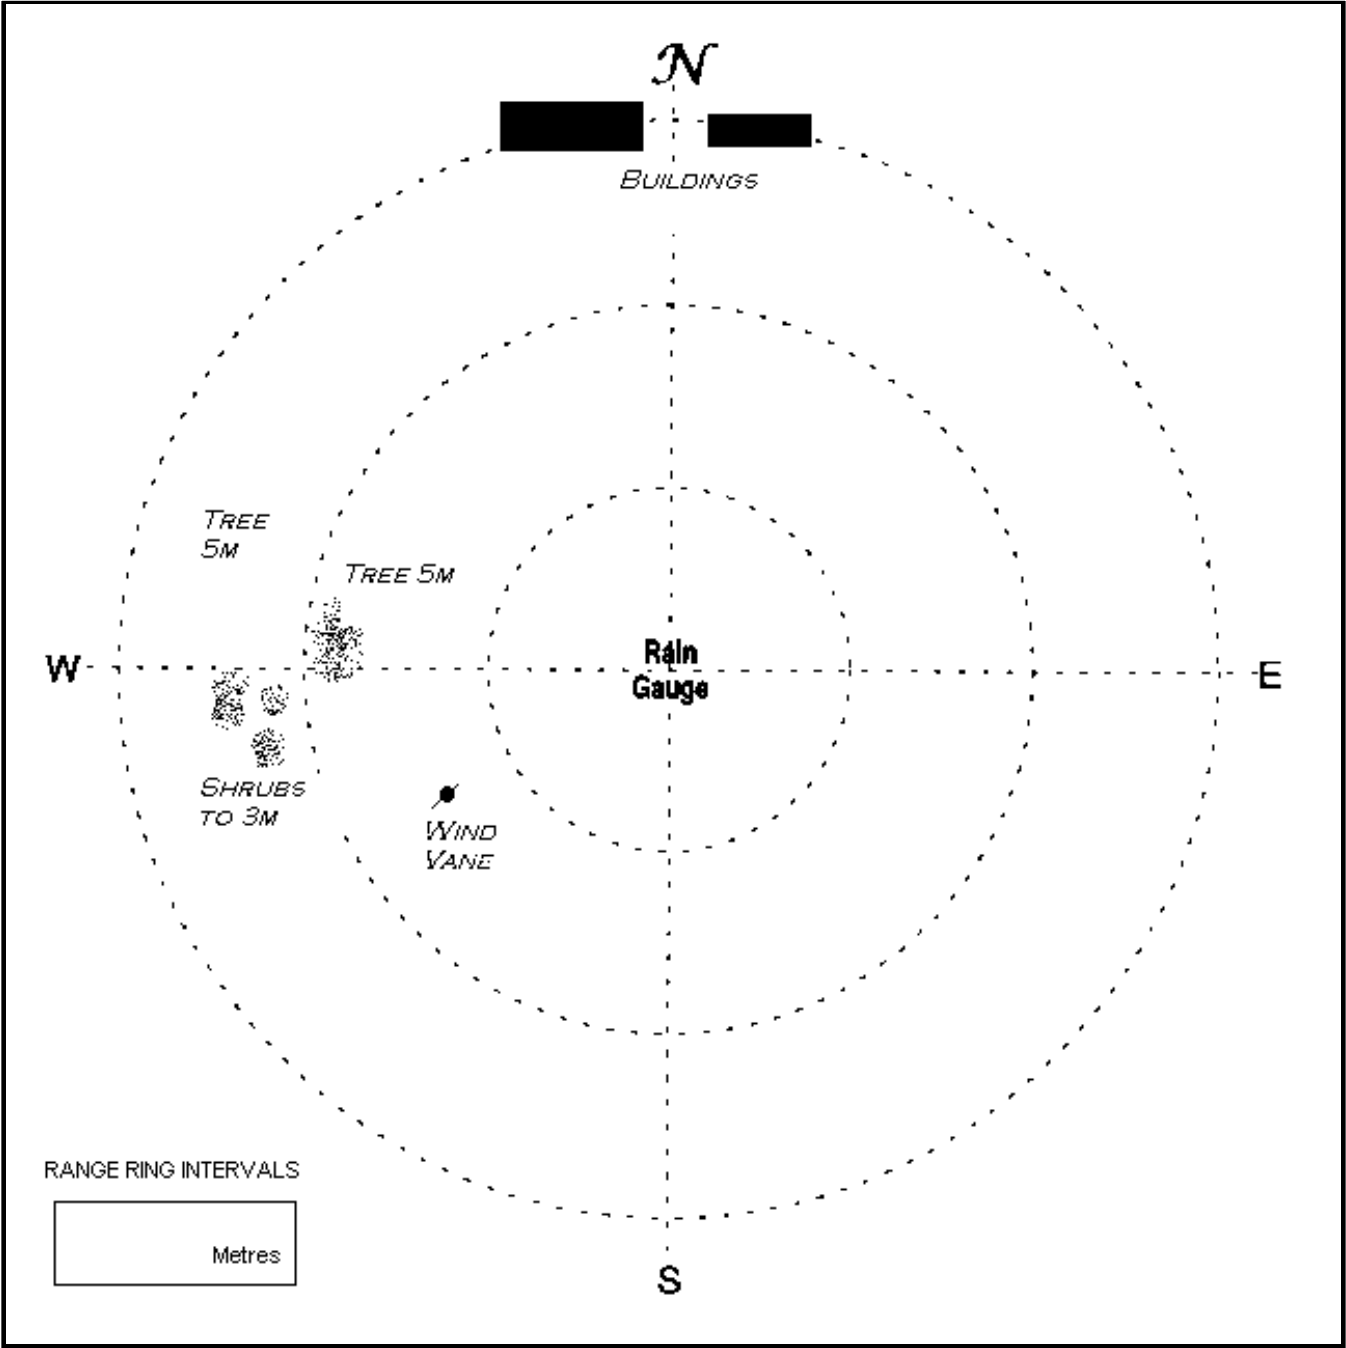 N
BUILDINGS
TREE
5M
TREE 5M
Rain
Gauge
W
E
SHRUBS
TO 3M
WIND
VANE
RANGE RING INTERVALS
Metres
S